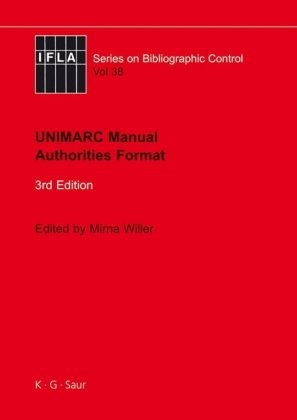 IFLA
Series on Bibliographic Control
Vol 38
UNIMARC Manual
Authorities Format
3rd Edition
Edited by Mirna Willer
K · G · Saur